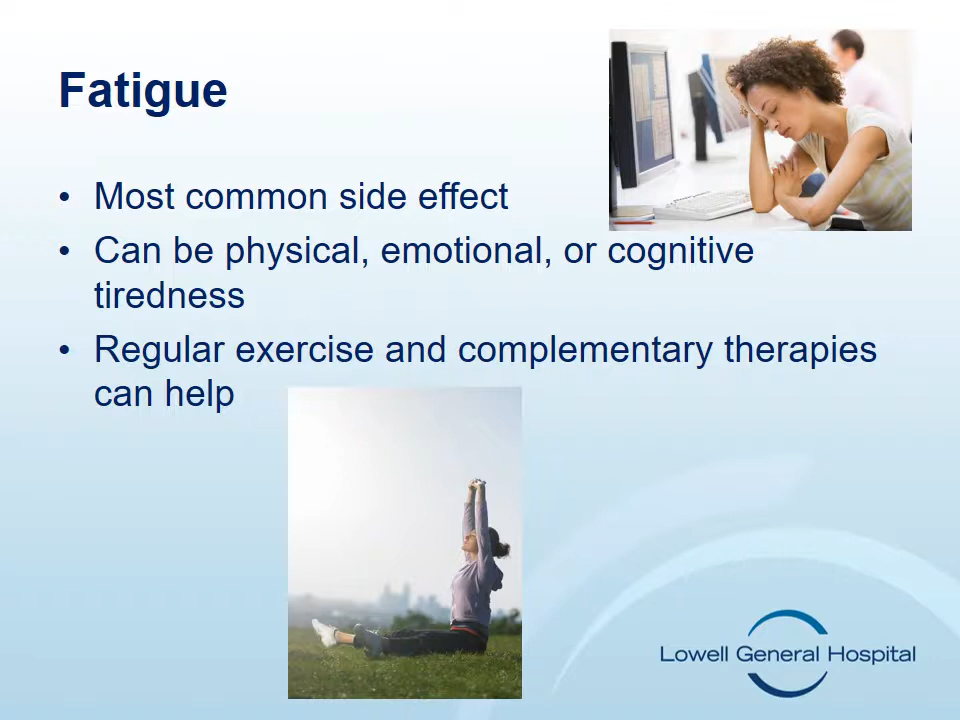 Fatigue
• Most common side effect
• Can be physical, emotional, or cognitive
tiredness
• Regular exercise and complementary therapies
can help
Lowell General Hospital